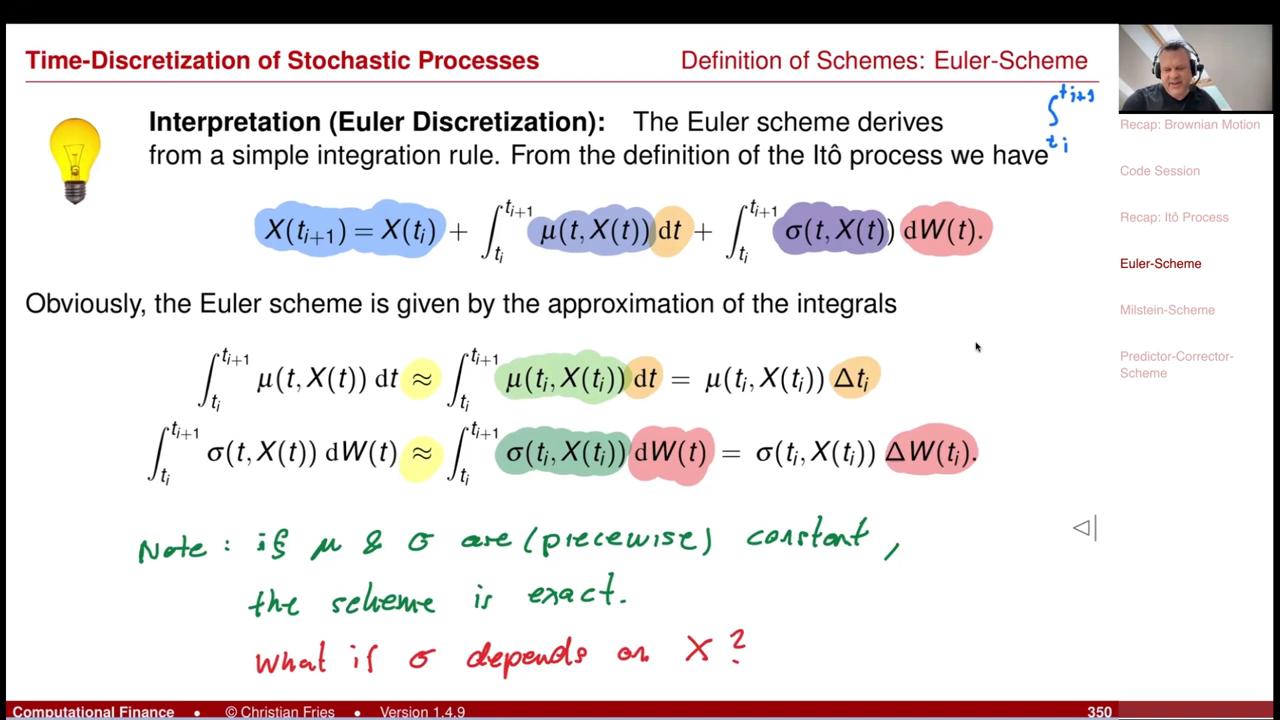 Time-Discretization of Stochastic Processes
Definition of Schemes: Euler-Scheme
Interpretation (Euler Discretization): The Euler scheme derives
from a simple integration rule. From the definition of the Itô process we have
∫ t_{i+1} t_i
X(t_{i+1}) = X(t_i) + ∫_{t_i}^{t_{i+1}} μ(t, X(t)) dt + ∫_{t_i}^{t_{i+1}} σ(t, X(t)) dW(t).
Obviously, the Euler scheme is given by the approximation of the integrals
∫_{t_i}^{t_{i+1}} μ(t, X(t)) dt ≈ ∫_{t_i}^{t_{i+1}} μ(t_i, X(t_i)) dt = μ(t_i, X(t_i)) Δt_i
∫_{t_i}^{t_{i+1}} σ(t, X(t)) dW(t) ≈ ∫_{t_i}^{t_{i+1}} σ(t_i, X(t_i)) dW(t) = σ(t_i, X(t_i)) ΔW(t_i).
Note: if μ & σ are (piecewise) constant,
the scheme is exact.
What if σ depends on X?
Recap: Brownian Motion
Code Session
Recap: Itô Process
Euler-Scheme
Milstein-Scheme
Predictor-Corrector-
Scheme
Computational Finance • © Christian Fries • Version 1.4.9
350